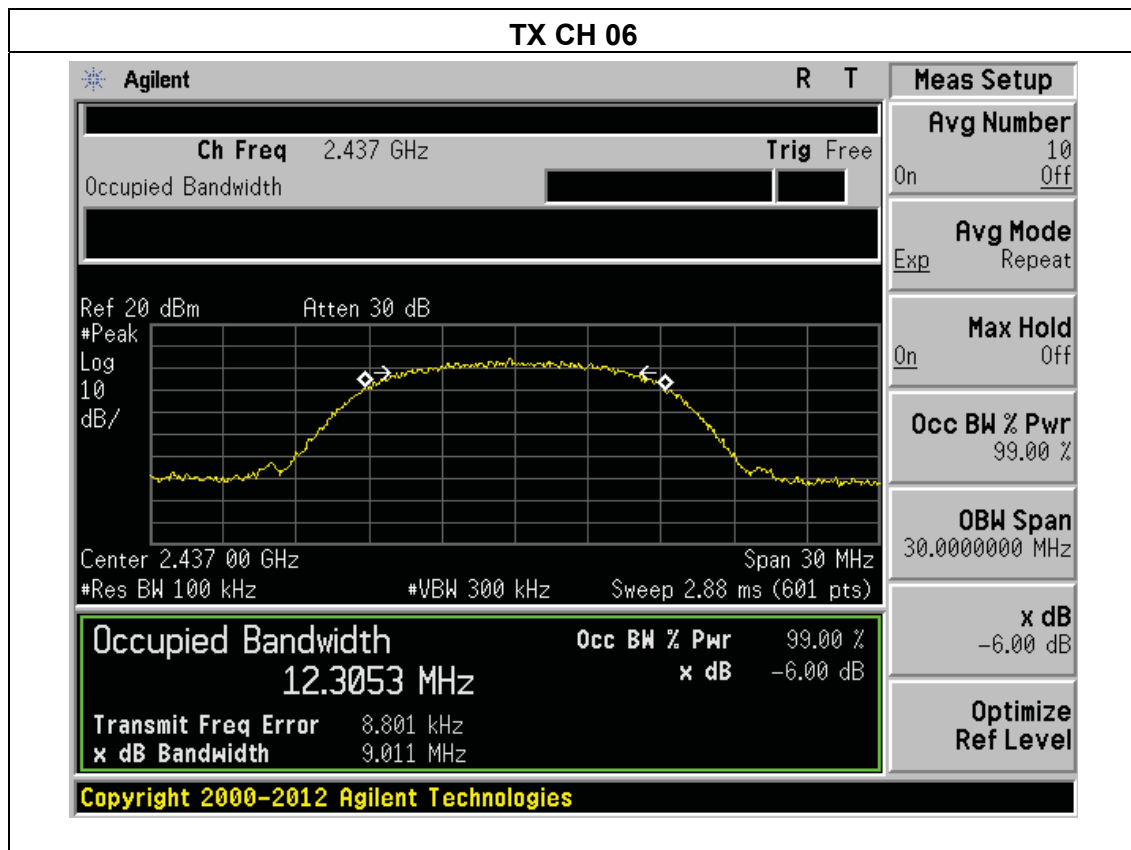 TX CH 06
Agilent R T
Ch Freq 2.437 GHz Trig Free
Occupied Bandwidth
Ref 20 dBm Atten 30 dB
#Peak
Log
10
dB/
Center 2.437 00 GHz Span 30 MHz
#Res BW 100 kHz #VBW 300 kHz Sweep 2.88 ms (601 pts)
Occupied Bandwidth Occ BW % Pwr 99.00 %
12.3053 MHz x dB -6.00 dB
Transmit Freq Error 8.801 kHz
x dB Bandwidth 9.011 MHz
Copyright 2000-2012 Agilent Technologies
Meas Setup
Avg Number
10
On Off
Avg Mode
Exp Repeat
Max Hold
On Off
Occ BW % Pwr
99.00 %
OBW Span
30.0000000 MHz
x dB
-6.00 dB
Optimize
Ref Level